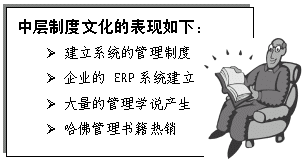 中层制度文化的表现如下：
➢ 建立系统的管理制度
➢ 企业的 ERP 系统建立
➢ 大量的管理学说产生
➢ 哈佛管理书籍热销